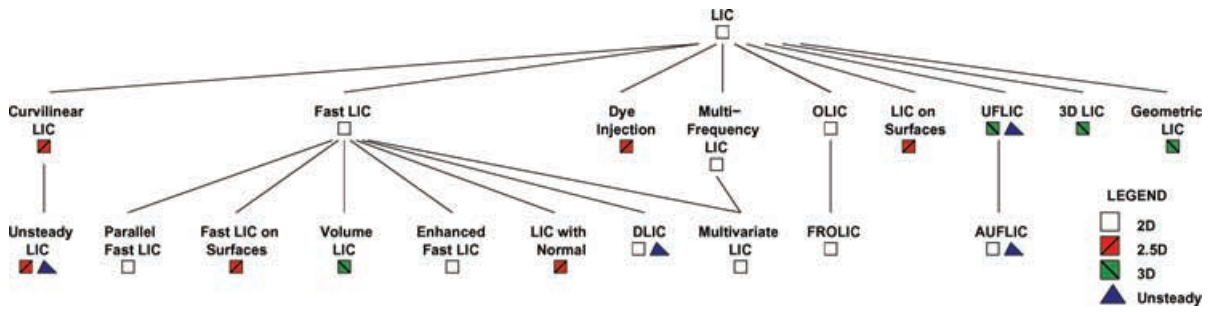 LIC
Curvilinear
LIC
Fast LIC
Dye
Injection
Multi-
Frequency
LIC
OLIC
LIC on
Surfaces
UFLIC
3D LIC
Geometric
LIC
Unsteady
LIC
Parallel
Fast LIC
Fast LIC on
Surfaces
Volume
LIC
Enhanced
Fast LIC
LIC with
Normal
DLIC
Multivariate
LIC
FROLIC
AUFLIC
LEGEND
2D
2.5D
3D
Unsteady